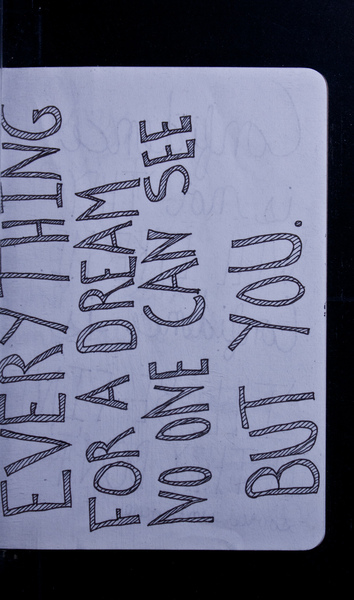 EVERYTHING
FOR A DREAM
NO ONE CAN SEE
BUT YOU.